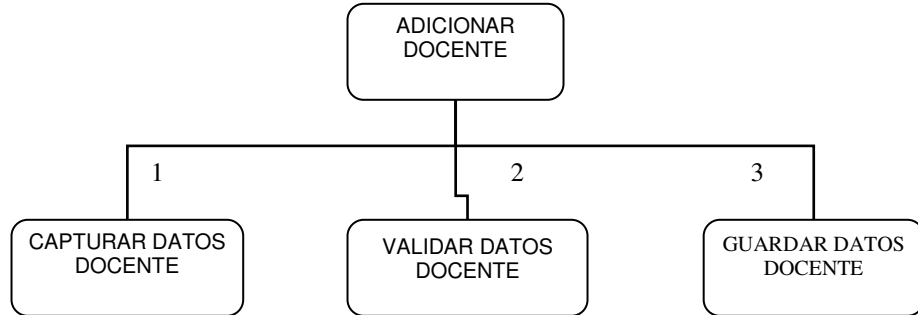 ADICIONAR
DOCENTE
1
2
3
CAPTURAR DATOS
DOCENTE
VALIDAR DATOS
DOCENTE
GUARDAR DATOS
DOCENTE